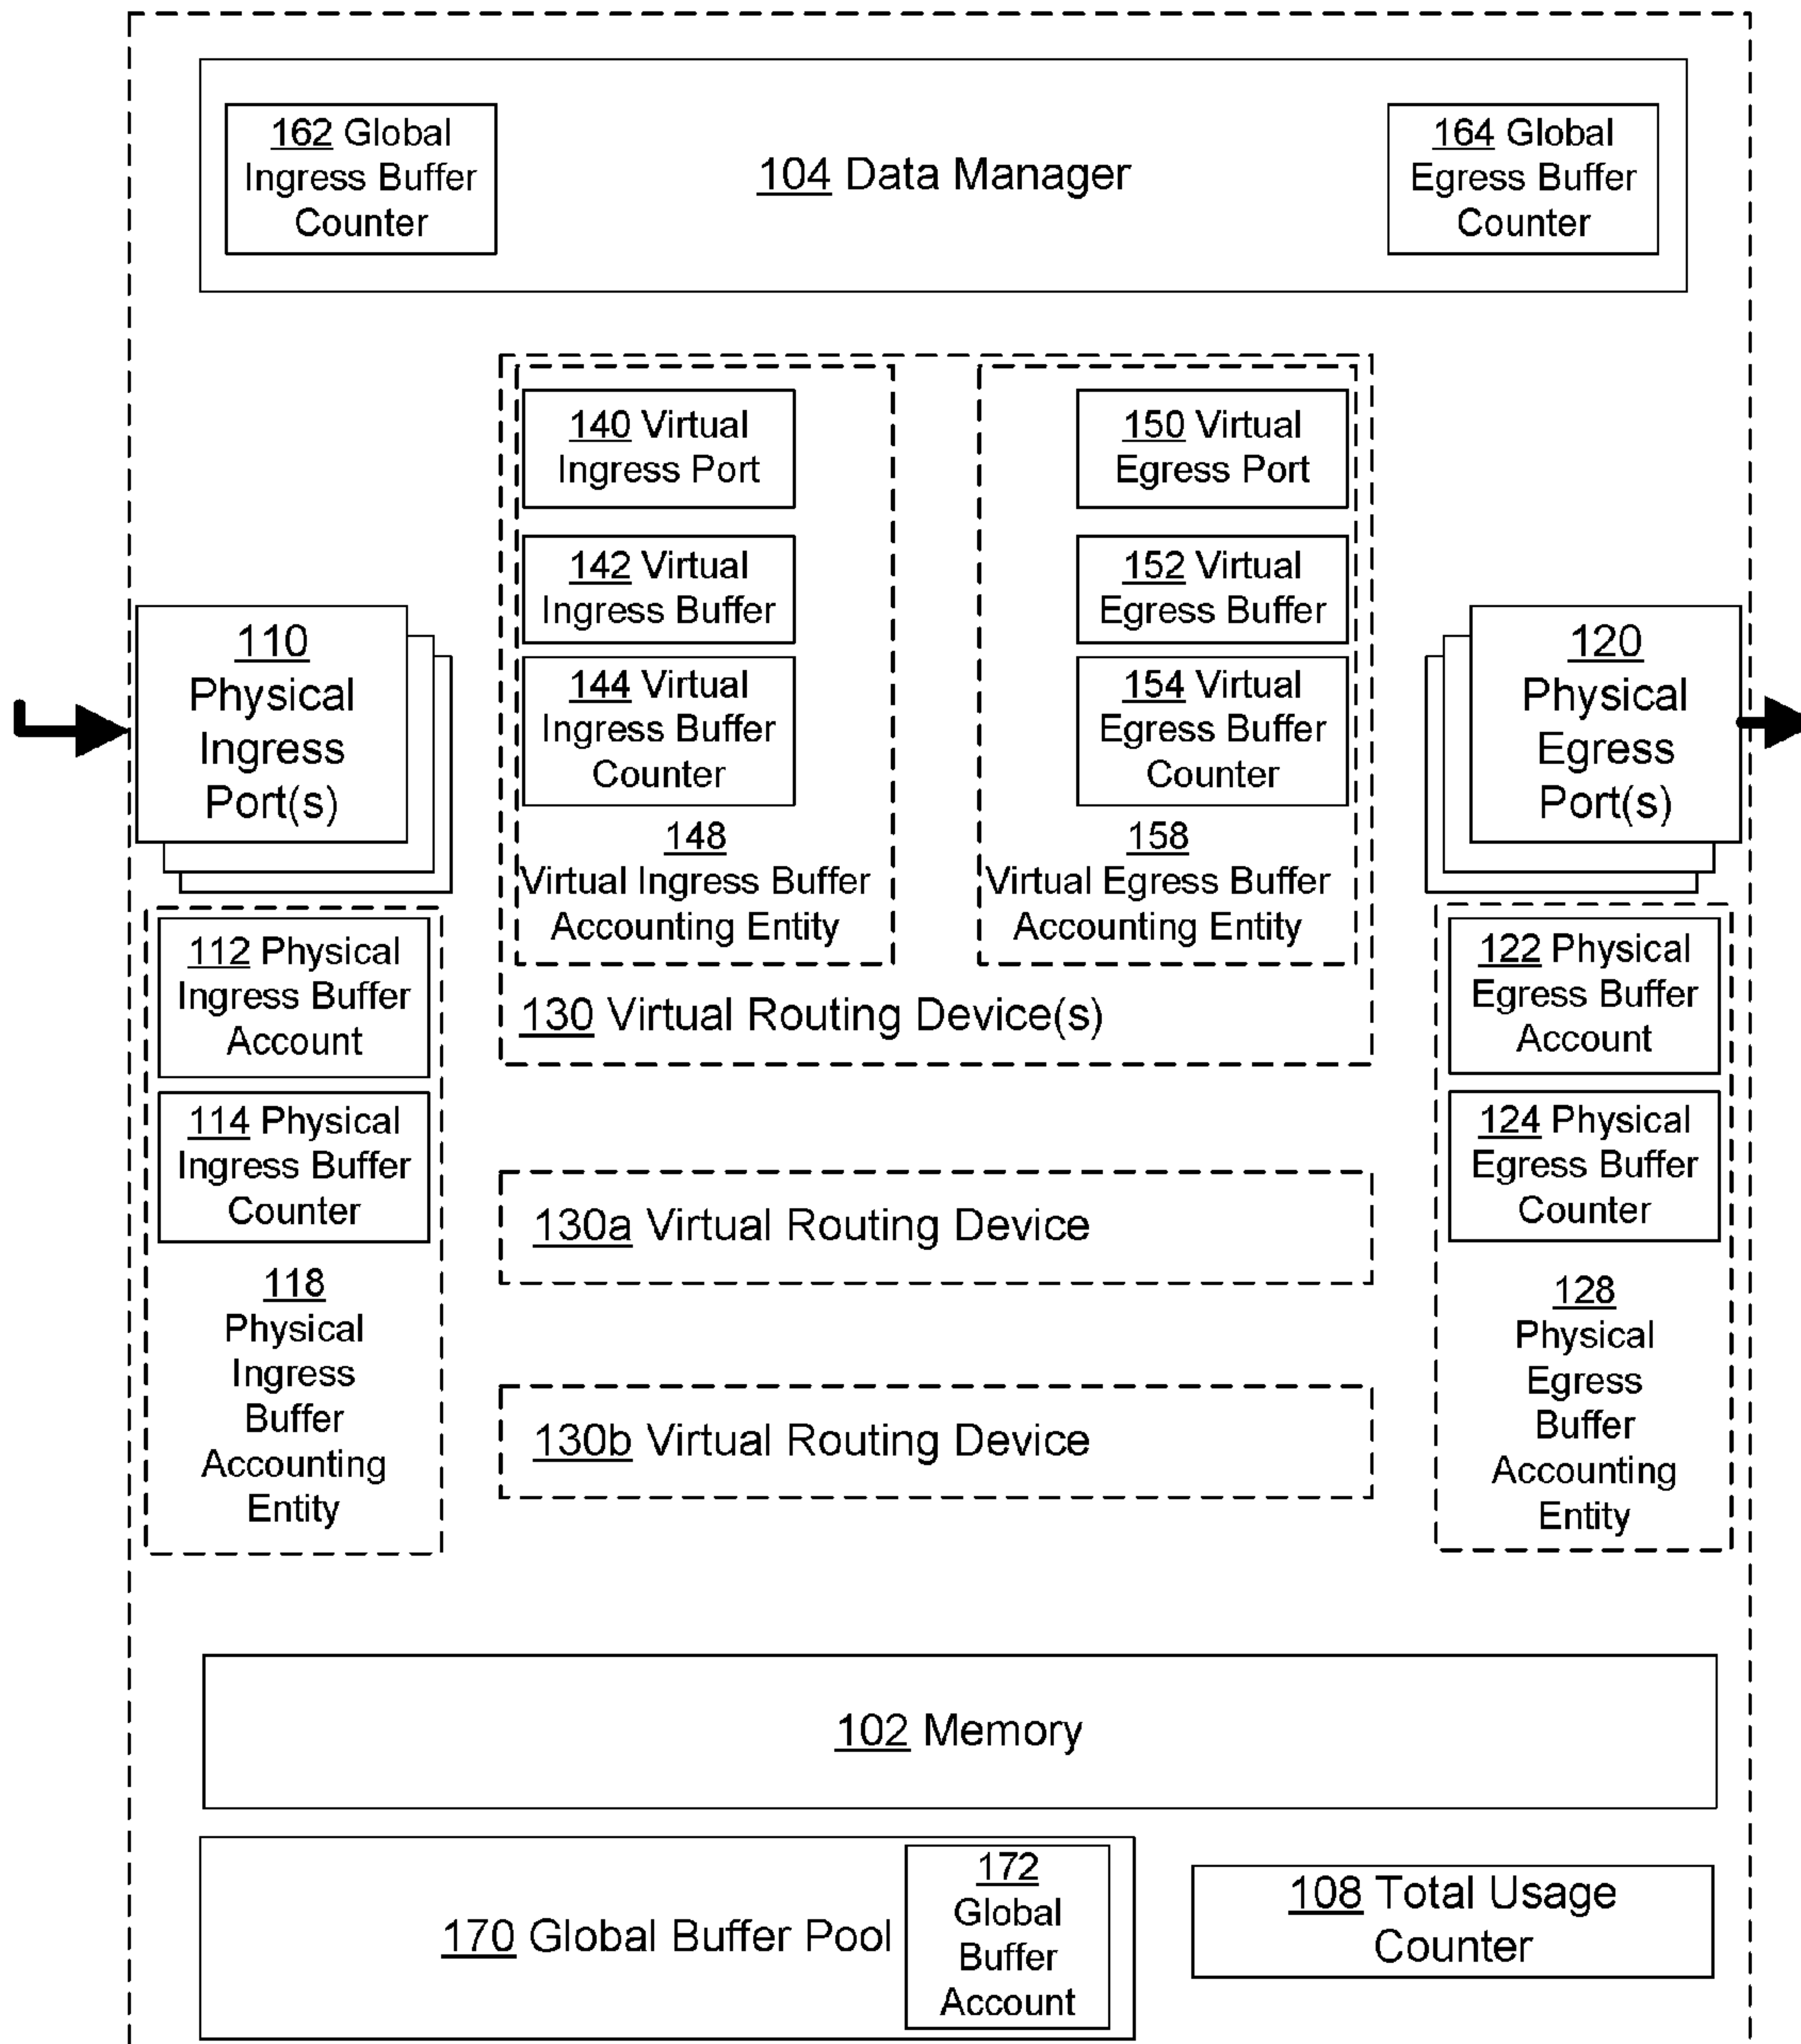 162 Global
Ingress Buffer
Counter
104 Data Manager
164 Global
Egress Buffer
Counter
140 Virtual
Ingress Port
142 Virtual
Ingress Buffer
144 Virtual
Ingress Buffer
Counter
148
Virtual Ingress Buffer
Accounting Entity
150 Virtual
Egress Port
152 Virtual
Egress Buffer
154 Virtual
Egress Buffer
Counter
158
Virtual Egress Buffer
Accounting Entity
130 Virtual Routing Device(s)
110
Physical
Ingress
Port(s)
120
Physical
Egress
Port(s)
112 Physical
Ingress Buffer
Account
114 Physical
Ingress Buffer
Counter
118
Physical
Ingress
Buffer
Accounting
Entity
130a Virtual Routing Device
130b Virtual Routing Device
122 Physical
Egress Buffer
Account
124 Physical
Egress Buffer
Counter
128
Physical
Egress
Buffer
Accounting
Entity
102 Memory
170 Global Buffer Pool
172
Global
Buffer
Account
108 Total Usage
Counter